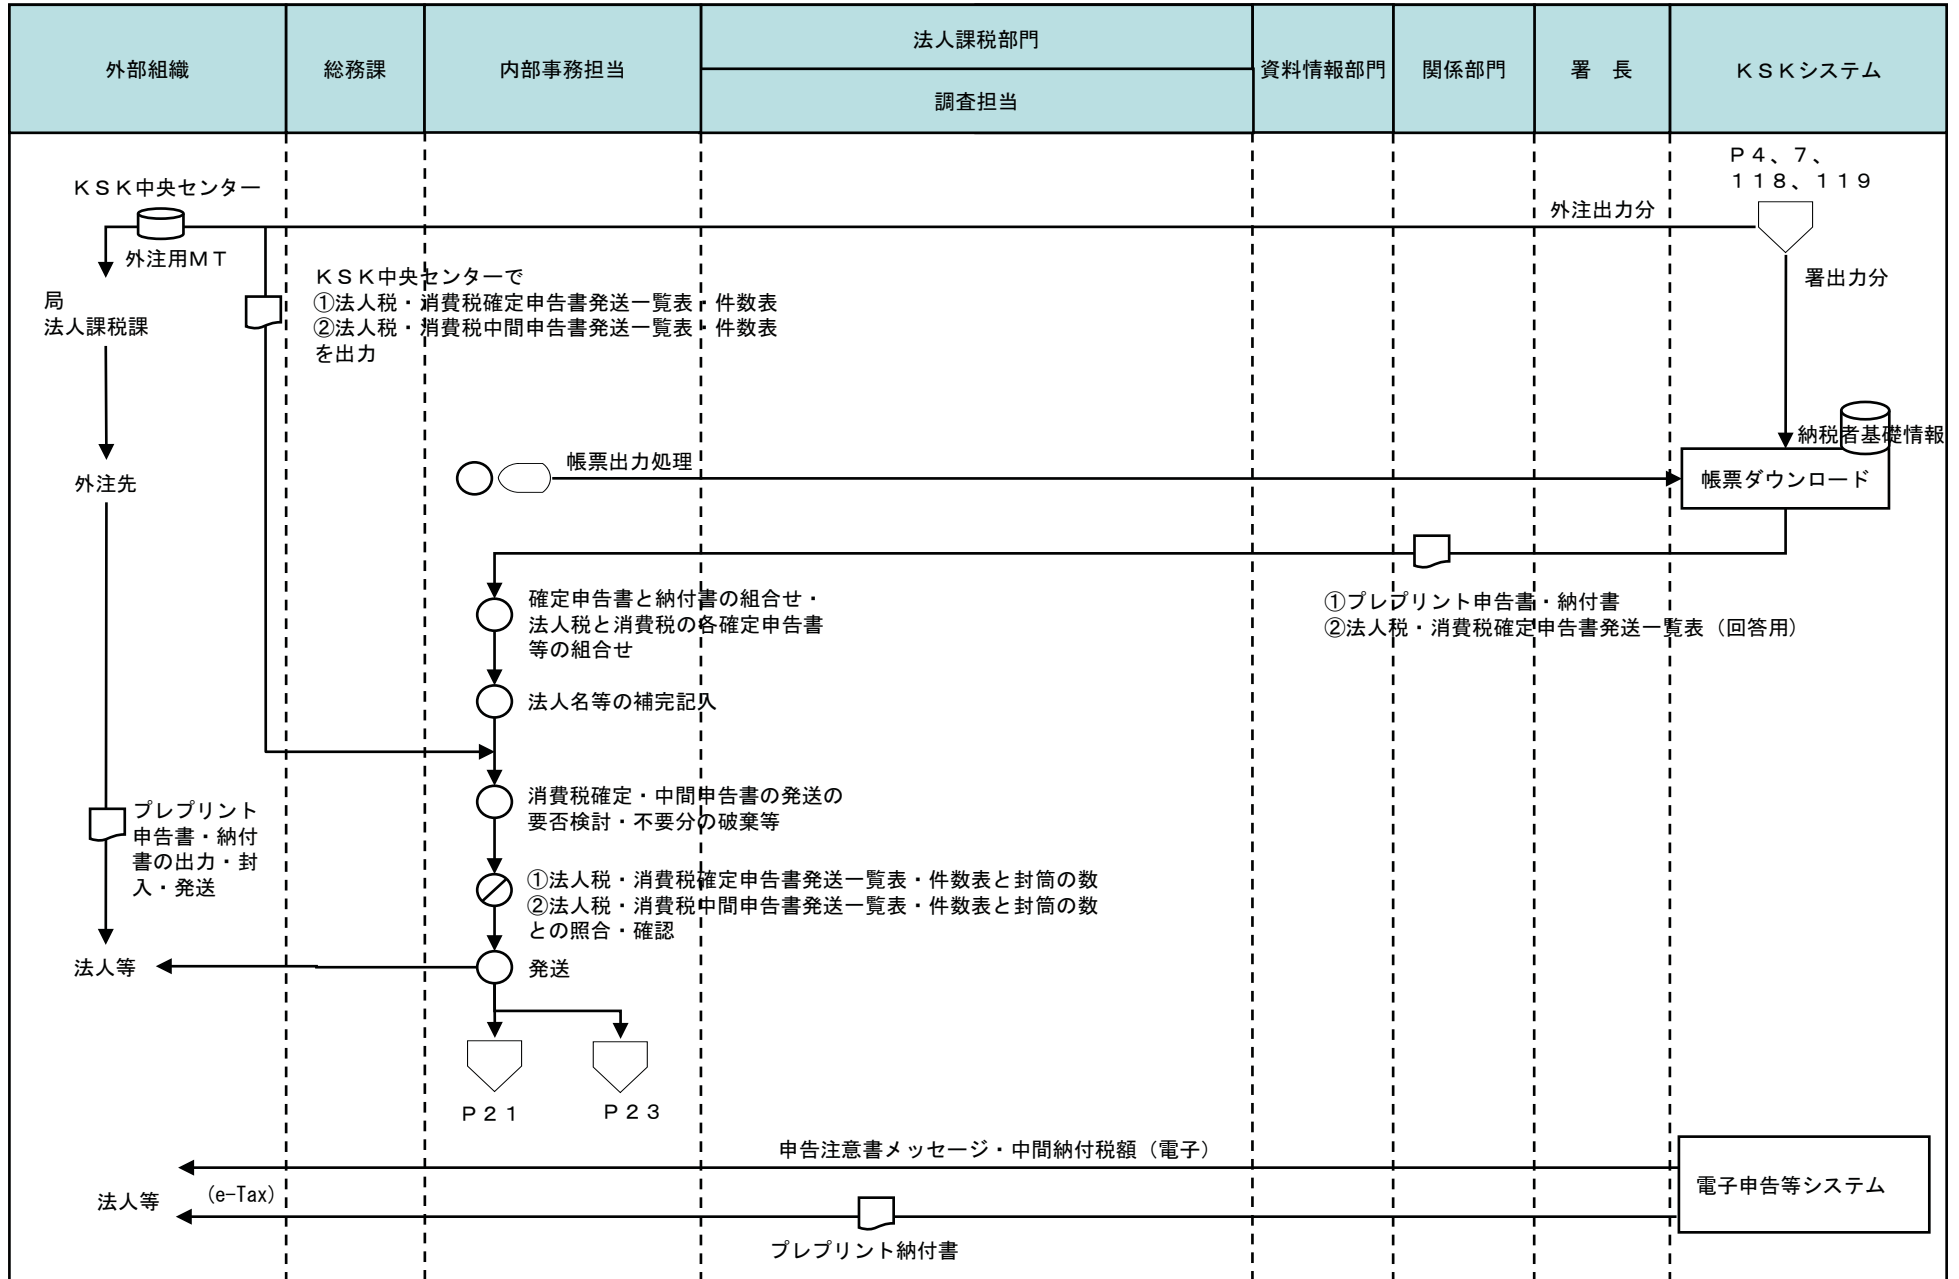 外部組織
総務課
内部事務担当
法人課税部門
調査担当
資料情報部門
関係部門
署　長
ＫＳＫシステム
Ｐ４、７、
１１８、１１９
ＫＳＫ中央センター
外注出力分
外注用ＭＴ
署出力分
ＫＳＫ中央センターで
①法人税・消費税確定申告書発送一覧表・件数表
②法人税・消費税中間申告書発送一覧表・件数表
を出力
局
法人課税課
納税者基礎情報
帳票出力処理
帳票ダウンロード
外注先
確定申告書と納付書の組合せ・
法人税と消費税の各確定申告書
等の組合せ
①プレプリント申告書・納付書
②法人税・消費税確定申告書発送一覧表（回答用）
法人名等の補完記入
消費税確定・中間申告書の発送の
要否検討・不要分の破棄等
プレプリント
申告書・納付
書の出力・封
入・発送
①法人税・消費税確定申告書発送一覧表・件数表と封筒の数
②法人税・消費税中間申告書発送一覧表・件数表と封筒の数
との照合・確認
法人等
発送
Ｐ２１
Ｐ２３
申告注意書メッセージ・中間納付税額（電子）
電子申告等システム
法人等
（e-Tax）
プレプリント納付書